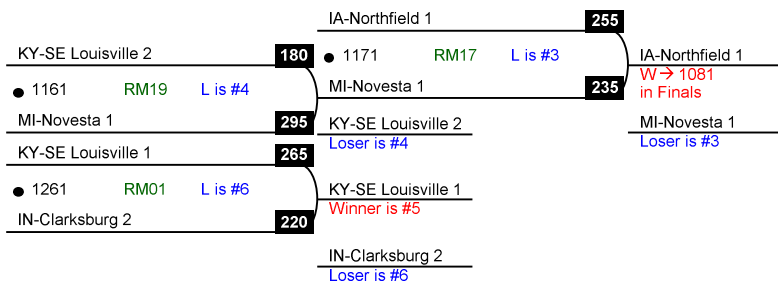 IA-Northfield 1 255
KY-SE Louisville 2 180
1171 RM17 L is #3
IA-Northfield 1
W → 1081
in Finals
1161 RM19 L is #4
MI-Novesta 1 235
MI-Novesta 1 295
KY-SE Louisville 2
Loser is #4
MI-Novesta 1
Loser is #3
KY-SE Louisville 1 265
1261 RM01 L is #6
KY-SE Louisville 1
Winner is #5
IN-Clarksburg 2 220
IN-Clarksburg 2
Loser is #6